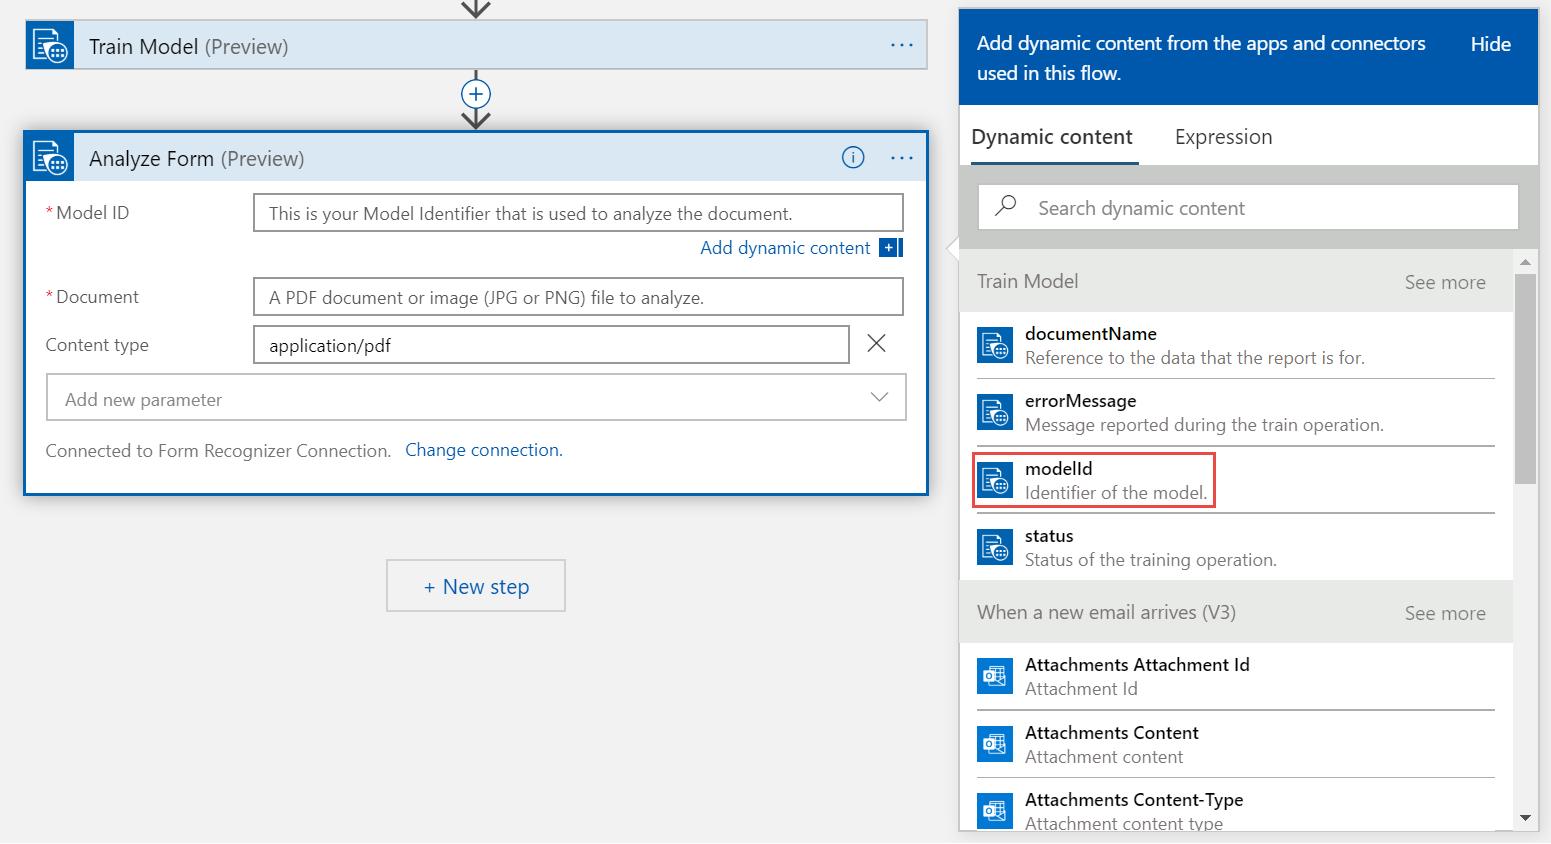 Train Model (Preview)
Analyze Form (Preview)
* Model ID
This is your Model Identifier that is used to analyze the document.
Add dynamic content
* Document
A PDF document or image (JPG or PNG) file to analyze.
Content type
application/pdf
Add new parameter
Connected to Form Recognizer Connection. Change connection.
+ New step
Add dynamic content from the apps and connectors
used in this flow.
Hide
Dynamic content
Expression
Search dynamic content
Train Model
See more
documentName
Reference to the data that the report is for.
errorMessage
Message reported during the train operation.
modelId
Identifier of the model.
status
Status of the training operation.
When a new email arrives (V3)
See more
Attachments Attachment Id
Attachment Id
Attachments Content
Attachment content
Attachments Content-Type
Attachment content type